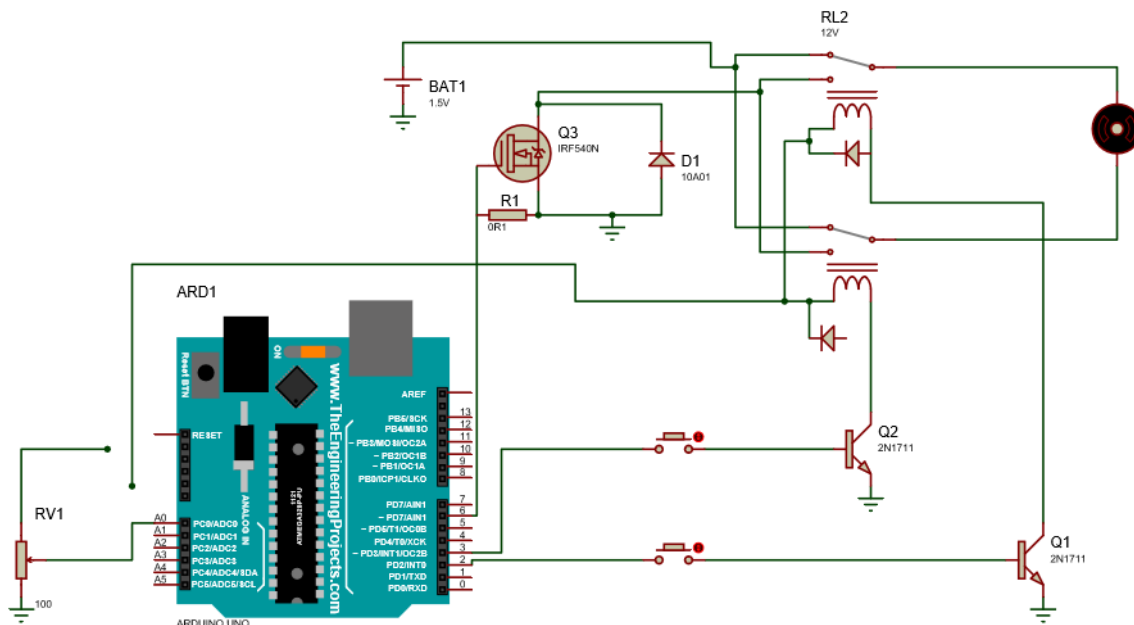 RL2
12V
BAT1
1.5V
Q3
IRF540N
D1
10A01
R1
0R1
ARD1
ON
Reset BTN
www.TheEngineeringProjects.com
AREF
RESET
13
PB5/SCK
12
PB4/MISO
11
~ PB3/MOSI/OC2A
10
~ PB2/OC1B
9
~ PB1/OC1A
8
PB0/ICP1/CLKO
ANALOG IN
7
PD7/AIN1
6
~ PD7/AIN1
5
~ PD5/T1/OC0B
4
PD4/T0/XCK
3
~ PD3/INT1/OC2B
2
PD2/INT0
1
PD1/TXD
0
PD0/RXD
A0
PC0/ADC0
A1
PC1/ADC1
A2
PC2/ADC2
A3
PC3/ADC3
A4
PC4/ADC4/SDA
A5
PC5/ADC5/SCL
RV1
100
Q2
2N1711
Q1
2N1711
ARDUINO UNO